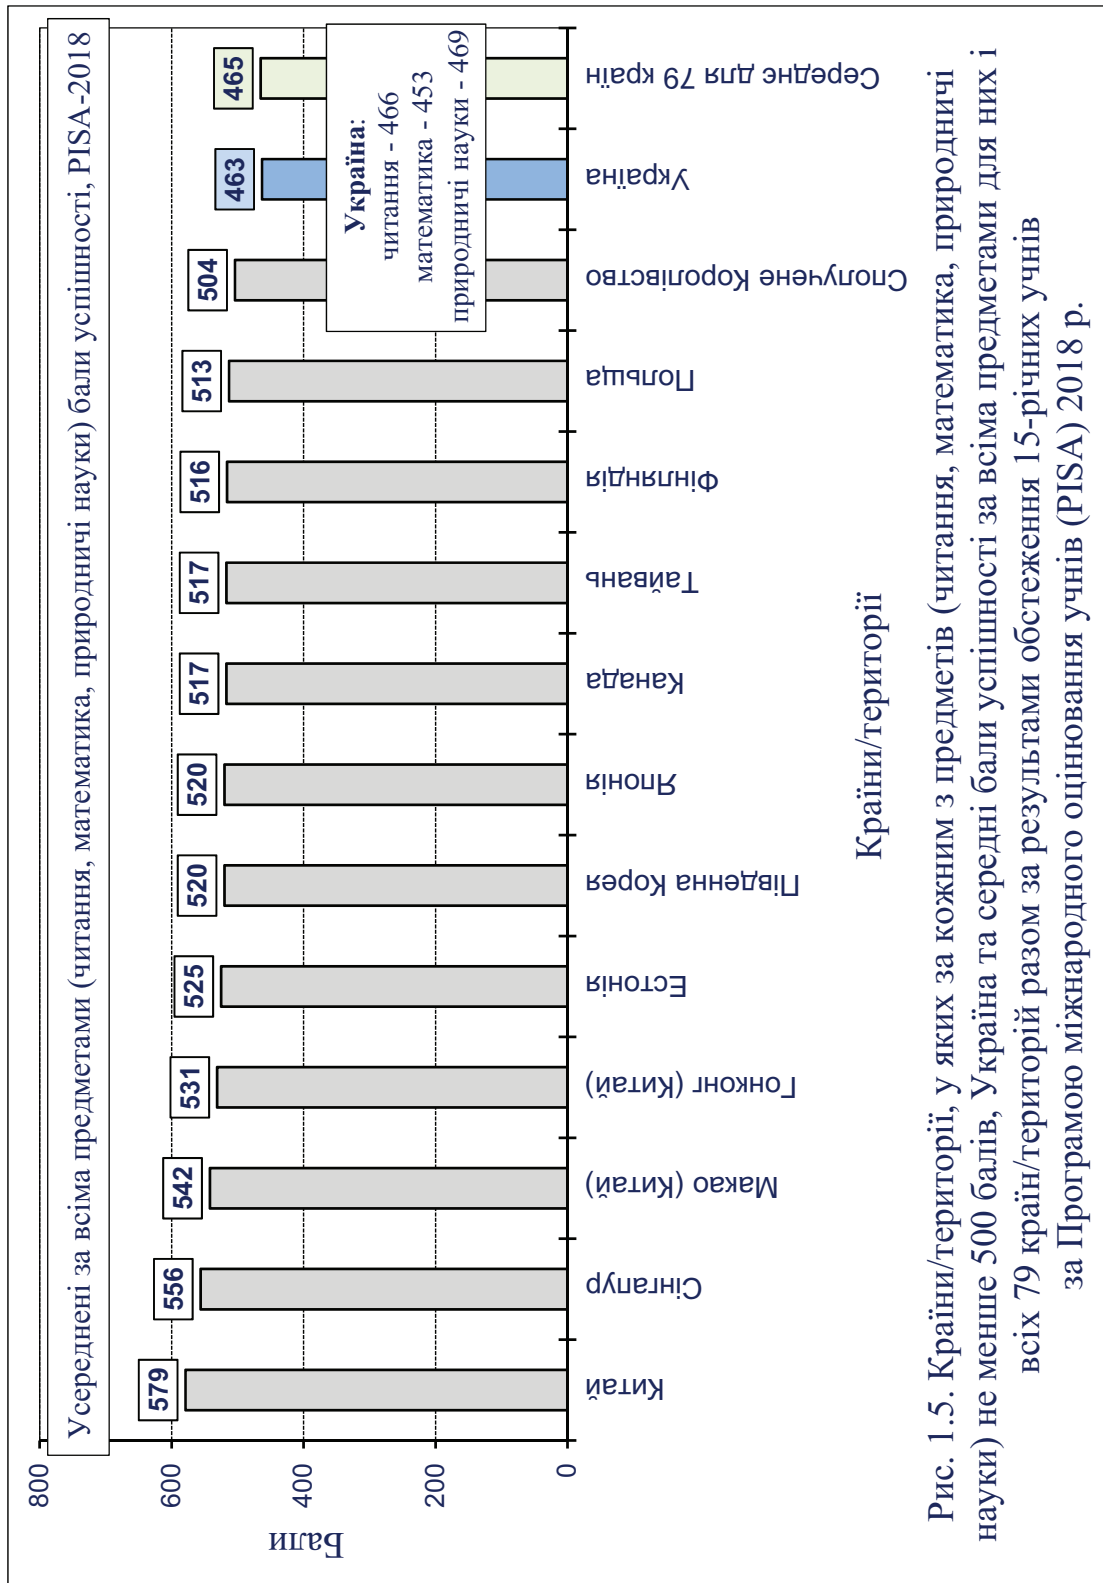 Усереднені за всіма предметами (читання, математика, природничі науки) бали успішності, PISA-2018
Бали
800
600
400
200
0
579
556
542
531
525
520
520
517
517
516
513
504
463
465
Україна:
читання - 466
математика - 453
природничі науки - 469
Китай
Сінгапур
Макао (Китай)
Гонконг (Китай)
Естонія
Південна Корея
Японія
Канада
Тайвань
Фінляндія
Польща
Сполучене Королівство
Україна
Середнє для 79 країн
Країни/території
Рис. 1.5. Країни/території, у яких за кожним з предметів (читання, математика, природничі
науки) не менше 500 балів, Україна та середні бали успішності за всіма предметами для них і
всіх 79 країн/територій разом за результатами обстеження 15-річних учнів
за Програмою міжнародного оцінювання учнів (PISA) 2018 р.